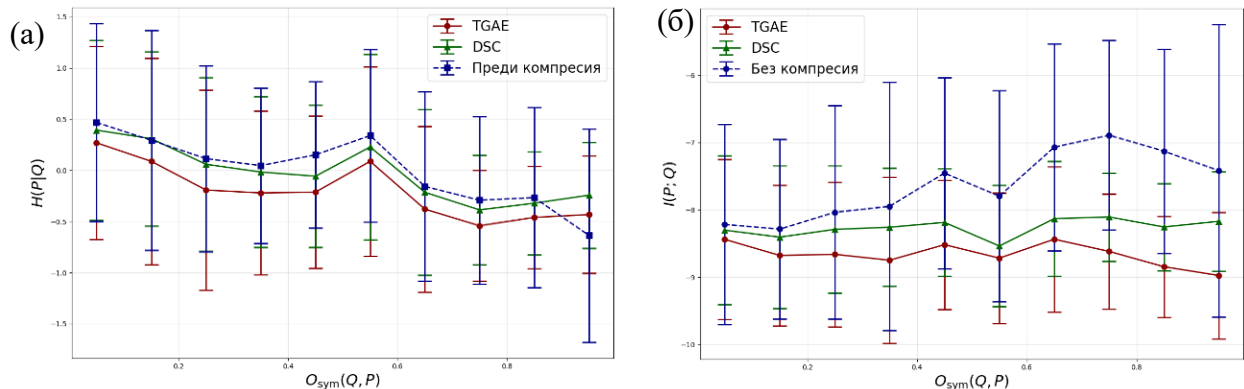 (а)
TGAE
DSC
Преди компресия
1.5
1.0
0.5
0.0
−0.5
−1.0
−1.5
H(P|Q)
0.2
0.4
0.6
0.8
O_sym(Q, P)
(б)
TGAE
DSC
Без компресия
−6
−7
−8
−9
−10
I(P; Q)
0.2
0.4
0.6
0.8
O_sym(Q, P)